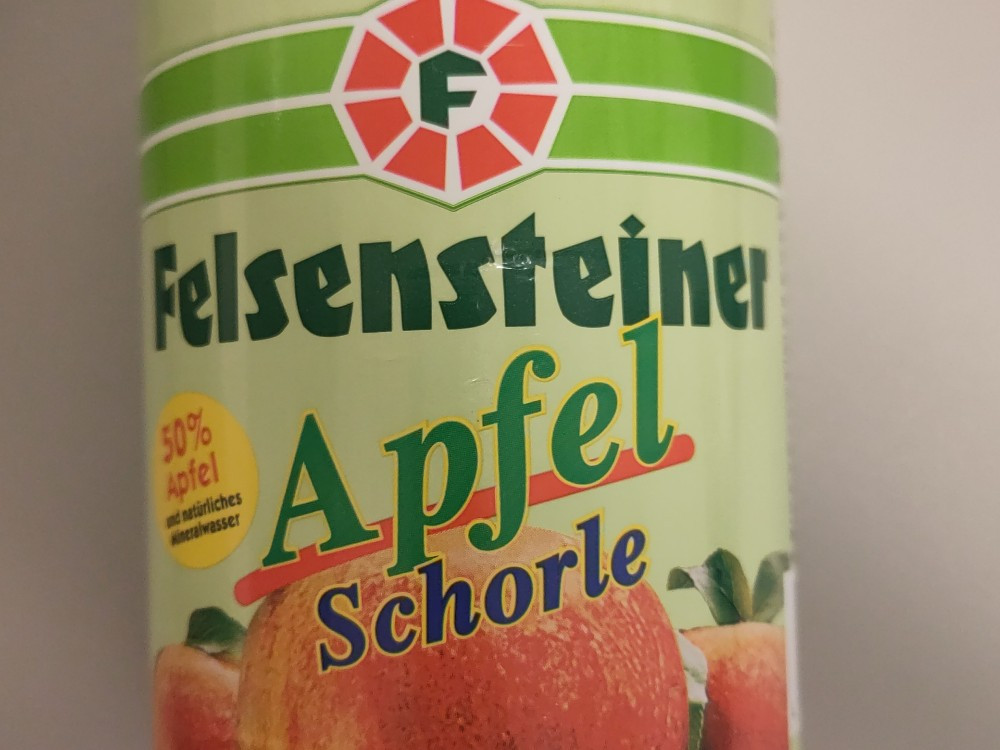 F
Felsensteiner
Apfel
Schorle
50%
Apfel
und natürliches
Mineralwasser